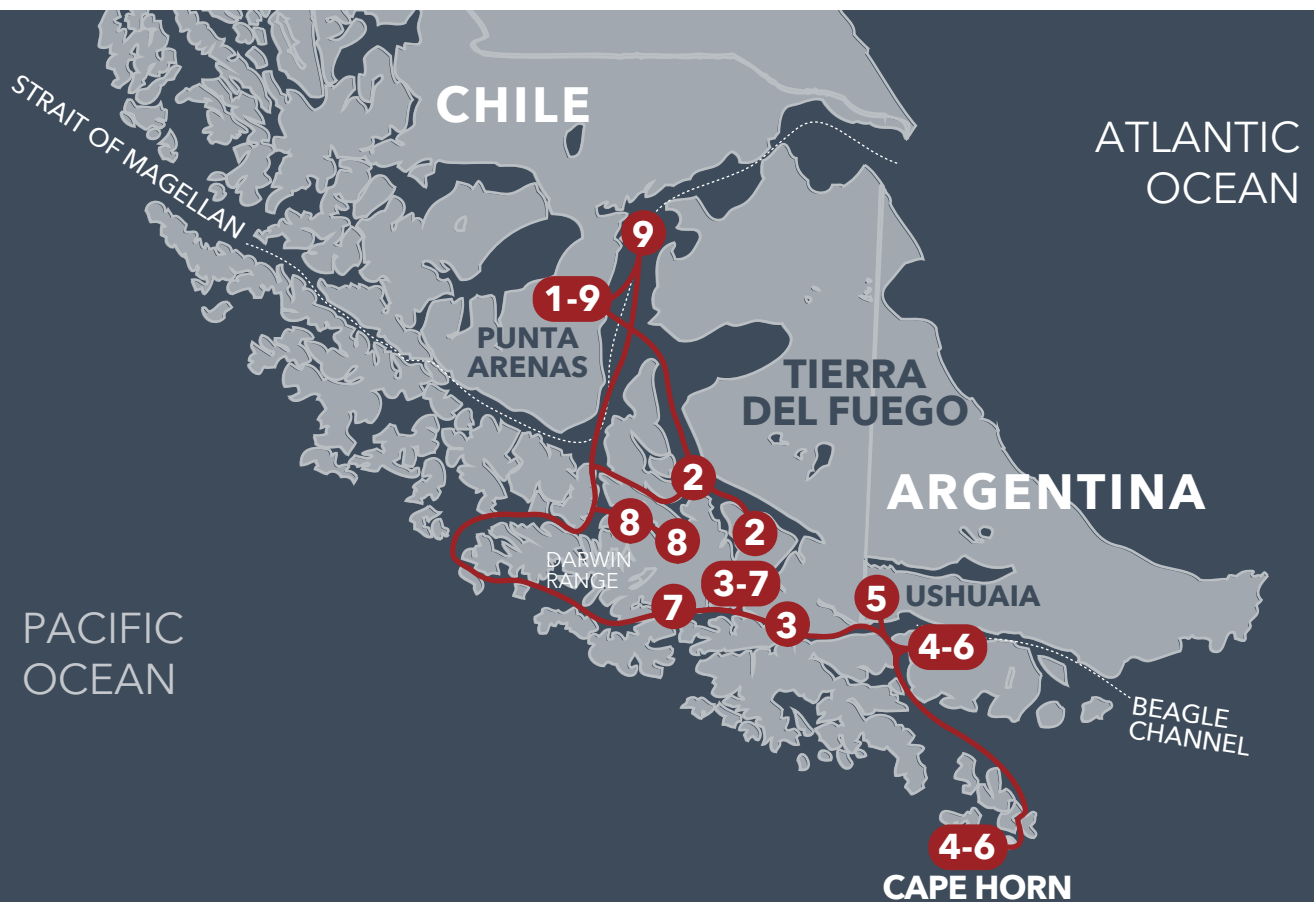 CHILE
STRAIT OF MAGELLAN
ATLANTIC
OCEAN
9
1-9
PUNTA
ARENAS
TIERRA
DEL FUEGO
2
ARGENTINA
8
8
2
DARWIN
RANGE
3-7
7
3
5
USHUAIA
4-6
PACIFIC
OCEAN
BEAGLE
CHANNEL
4-6
CAPE HORN